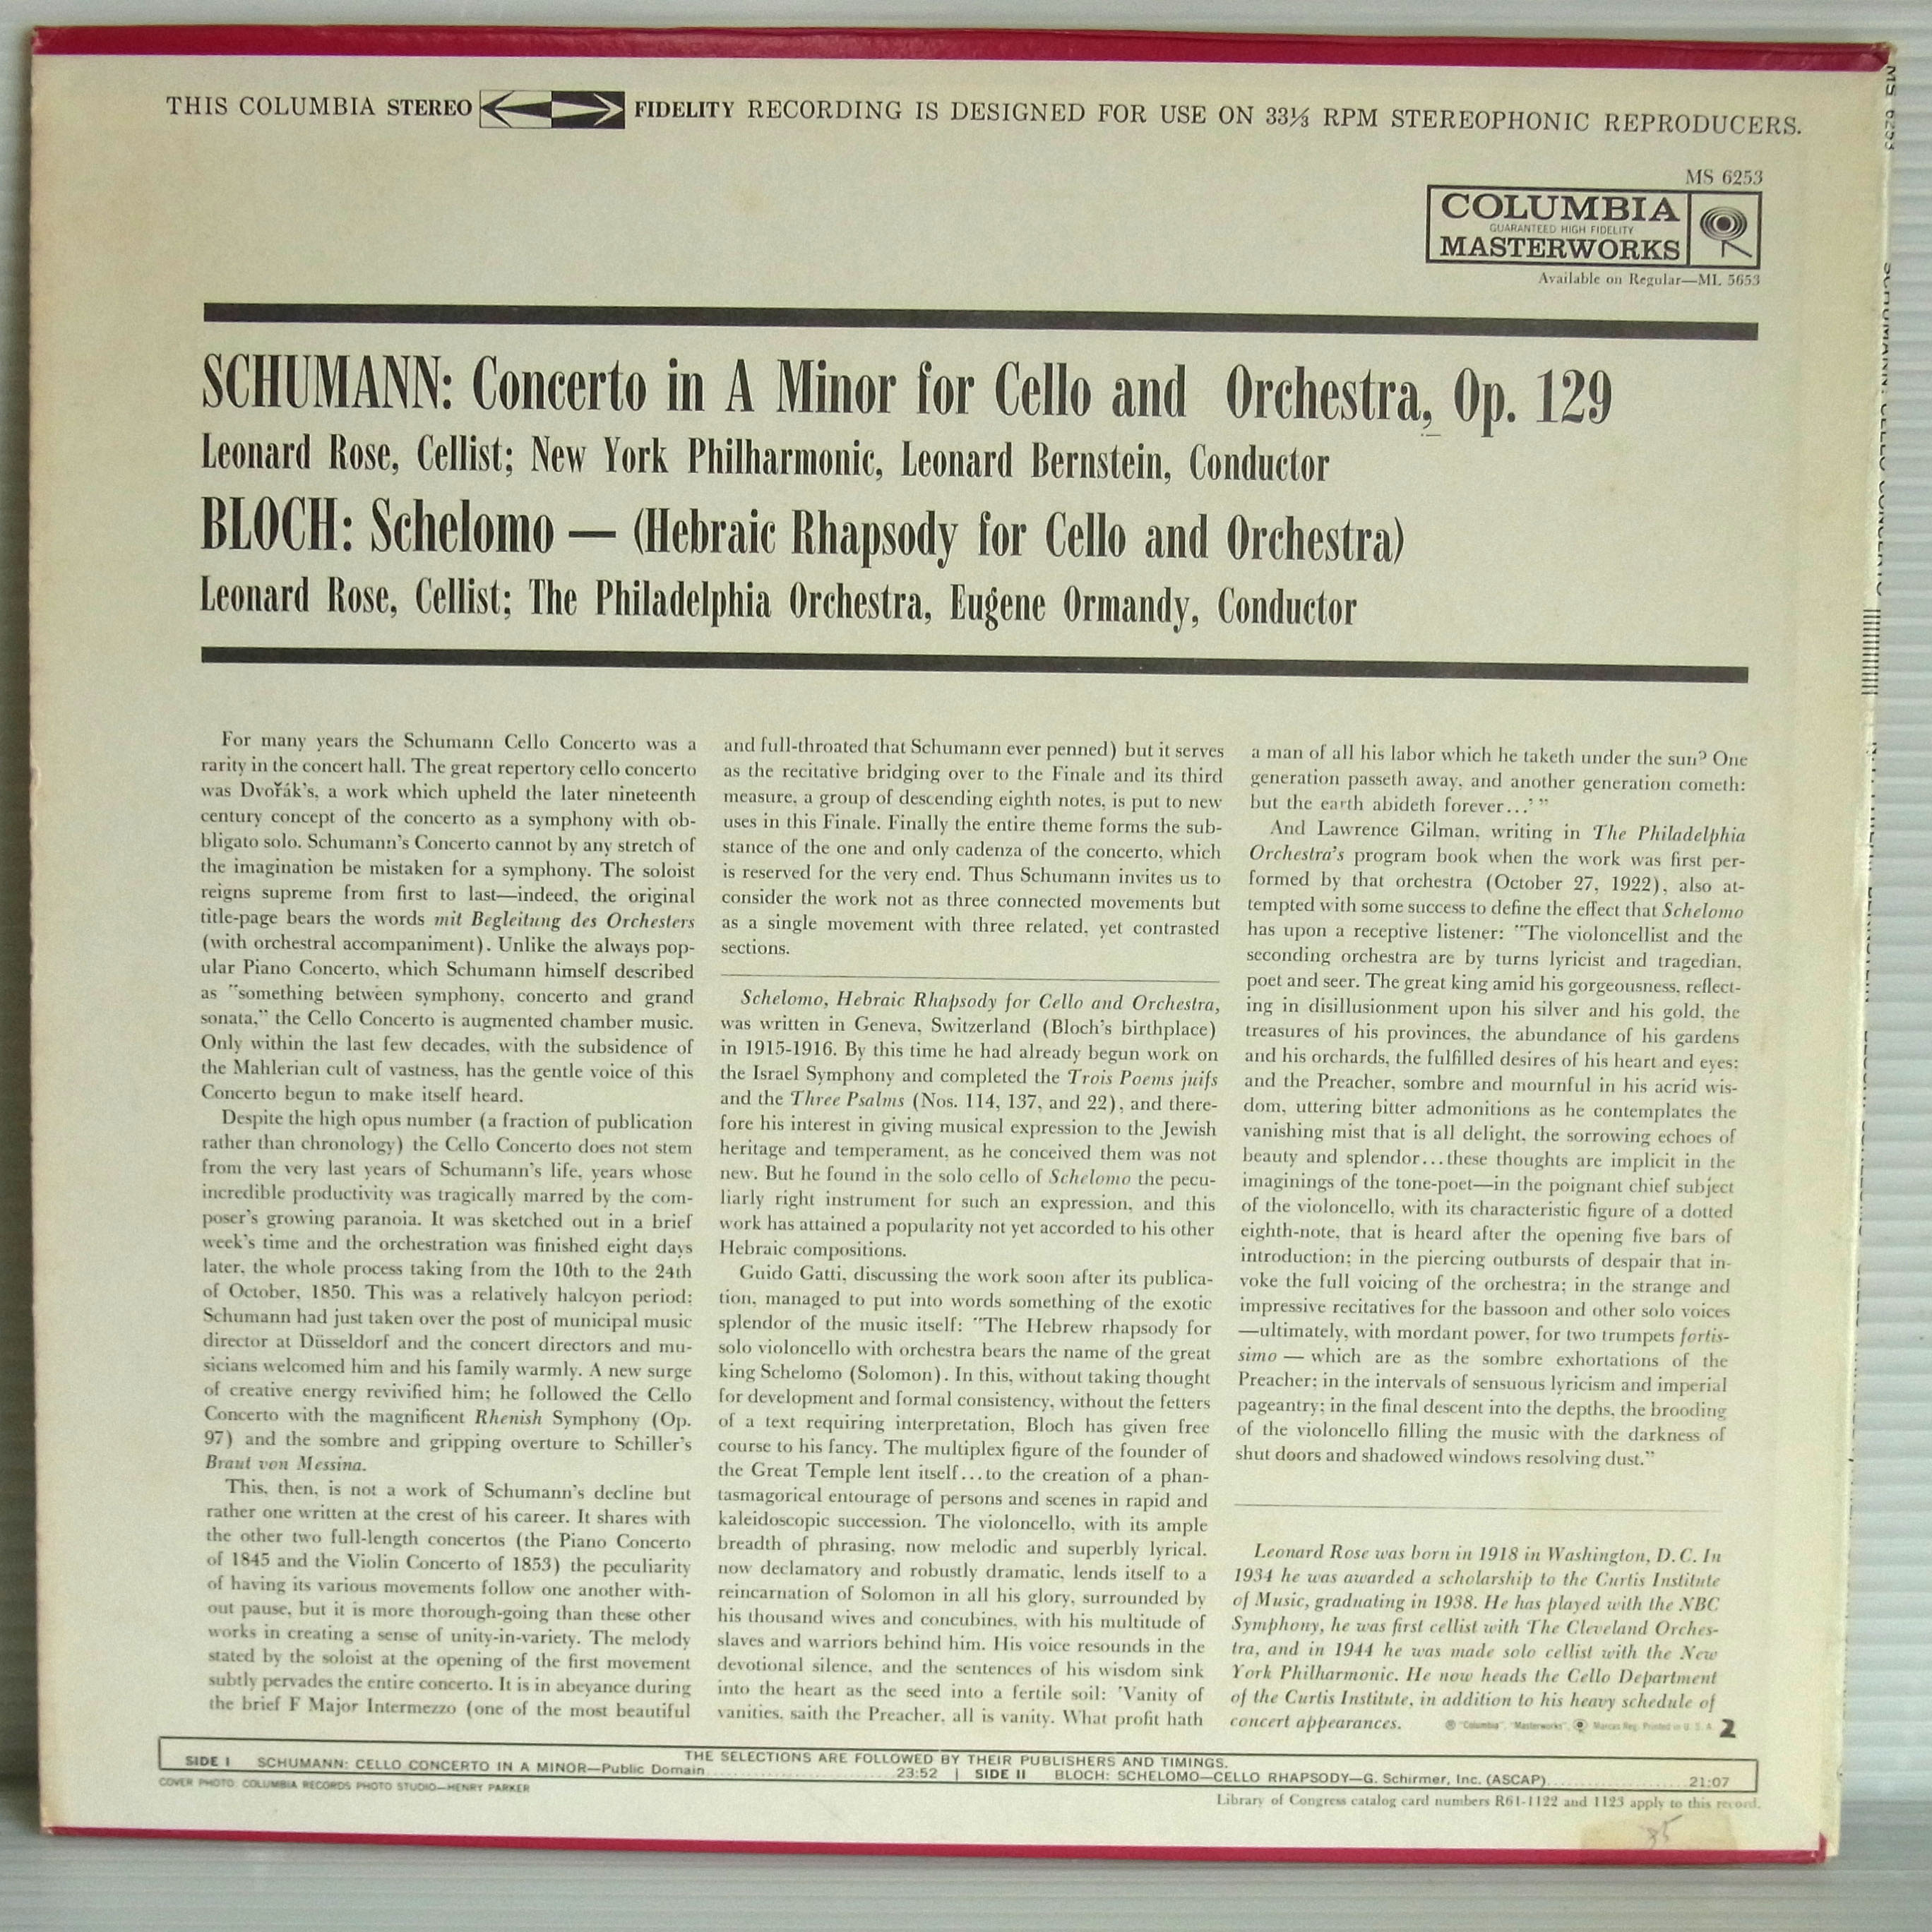 THIS COLUMBIA STEREO FIDELITY RECORDING IS DESIGNED FOR USE ON 33⅓ RPM STEREOPHONIC REPRODUCERS.
MS 6253
COLUMBIA
GUARANTEED HIGH FIDELITY
MASTERWORKS
Available on Regular—ML 5653
SCHUMANN: Concerto in A Minor for Cello and Orchestra, Op. 129
Leonard Rose, Cellist; New York Philharmonic, Leonard Bernstein, Conductor
BLOCH: Schelomo — (Hebraic Rhapsody for Cello and Orchestra)
Leonard Rose, Cellist; The Philadelphia Orchestra, Eugene Ormandy, Conductor
For many years the Schumann Cello Concerto was a
rarity in the concert hall. The great repertory cello concerto
was Dvořák's, a work which upheld the later nineteenth
century concept of the concerto as a symphony with ob-
bligato solo. Schumann's Concerto cannot by any stretch of
the imagination be mistaken for a symphony. The soloist
reigns supreme from first to last—indeed, the original
title-page bears the words mit Begleitung des Orchesters
(with orchestral accompaniment). Unlike the always pop-
ular Piano Concerto, which Schumann himself described
as "something between symphony, concerto and grand
sonata," the Cello Concerto is augmented chamber music.
Only within the last few decades, with the subsidence of
the Mahlerian cult of vastness, has the gentle voice of this
Concerto begun to make itself heard.
Despite the high opus number (a fraction of publication
rather than chronology) the Cello Concerto does not stem
from the very last years of Schumann's life, years whose
incredible productivity was tragically marred by the com-
poser's growing paranoia. It was sketched out in a brief
week's time and the orchestration was finished eight days
later, the whole process taking from the 10th to the 24th
of October, 1850. This was a relatively halcyon period:
Schumann had just taken over the post of municipal music
director at Düsseldorf and the concert directors and mu-
sicians welcomed him and his family warmly. A new surge
of creative energy revivified him; he followed the Cello
Concerto with the magnificent Rhenish Symphony (Op.
97) and the sombre and gripping overture to Schiller's
Braut von Messina.
This, then, is not a work of Schumann's decline but
rather one written at the crest of his career. It shares with
the other two full-length concertos (the Piano Concerto
of 1845 and the Violin Concerto of 1853) the peculiarity
of having its various movements follow one another with-
out pause, but it is more thorough-going than these other
works in creating a sense of unity-in-variety. The melody
stated by the soloist at the opening of the first movement
subtly pervades the entire concerto. It is in abeyance during
the brief F Major Intermezzo (one of the most beautiful
and full-throated that Schumann ever penned) but it serves
as the recitative bridging over to the Finale and its third
measure, a group of descending eighth notes, is put to new
uses in this Finale. Finally the entire theme forms the sub-
stance of the one and only cadenza of the concerto, which
is reserved for the very end. Thus Schumann invites us to
consider the work not as three connected movements but
as a single movement with three related, yet contrasted
sections.
Schelomo, Hebraic Rhapsody for Cello and Orchestra,
was written in Geneva, Switzerland (Bloch's birthplace)
in 1915-1916. By this time he had already begun work on
the Israel Symphony and completed the Trois Poems juifs
and the Three Psalms (Nos. 114, 137, and 22), and there-
fore his interest in giving musical expression to the Jewish
heritage and temperament, as he conceived them was not
new. But he found in the solo cello of Schelomo the pecu-
liarly right instrument for such an expression, and this
work has attained a popularity not yet accorded to his other
Hebraic compositions.
Guido Gatti, discussing the work soon after its publica-
tion, managed to put into words something of the exotic
splendor of the music itself: "The Hebrew rhapsody for
solo violoncello with orchestra bears the name of the great
king Schelomo (Solomon). In this, without taking thought
for development and formal consistency, without the fetters
of a text requiring interpretation, Bloch has given free
course to his fancy. The multiplex figure of the founder of
the Great Temple lent itself...to the creation of a phan-
tasmagorical entourage of persons and scenes in rapid and
kaleidoscopic succession. The violoncello, with its ample
breadth of phrasing, now melodic and superbly lyrical,
now declamatory and robustly dramatic, lends itself to a
reincarnation of Solomon in all his glory, surrounded by
his thousand wives and concubines, with his multitude of
slaves and warriors behind him. His voice resounds in the
devotional silence, and the sentences of his wisdom sink
into the heart as the seed into a fertile soil: 'Vanity of
vanities, saith the Preacher, all is vanity. What profit hath
a man of all his labor which he taketh under the sun? One
generation passeth away, and another generation cometh:
but the earth abideth forever...' "
And Lawrence Gilman, writing in The Philadelphia
Orchestra's program book when the work was first per-
formed by that orchestra (October 27, 1922), also at-
tempted with some success to define the effect that Schelomo
has upon a receptive listener: "The violoncellist and the
seconding orchestra are by turns lyricist and tragedian,
poet and seer. The great king amid his gorgeousness, reflect-
ing in disillusionment upon his silver and his gold, the
treasures of his provinces, the abundance of his gardens
and his orchards, the fulfilled desires of his heart and eyes;
and the Preacher, sombre and mournful in his acrid wis-
dom, uttering bitter admonitions as he contemplates the
vanishing mist that is all delight, the sorrowing echoes of
beauty and splendor...these thoughts are implicit in the
imaginings of the tone-poet—in the poignant chief subject
of the violoncello, with its characteristic figure of a dotted
eighth-note, that is heard after the opening five bars of
introduction; in the piercing outbursts of despair that in-
voke the full voicing of the orchestra; in the strange and
impressive recitatives for the bassoon and other solo voices
—ultimately, with mordant power, for two trumpets fortis-
simo — which are as the sombre exhortations of the
Preacher; in the intervals of sensuous lyricism and imperial
pageantry; in the final descent into the depths, the brooding
of the violoncello filling the music with the darkness of
shut doors and shadowed windows resolving dust."
Leonard Rose was born in 1918 in Washington, D.C. In
1934 he was awarded a scholarship to the Curtis Institute
of Music, graduating in 1938. He has played with the NBC
Symphony, he was first cellist with The Cleveland Orches-
tra, and in 1944 he was made solo cellist with the New
York Philharmonic. He now heads the Cello Department
of the Curtis Institute, in addition to his heavy schedule of
concert appearances. ® "Columbia", "Masterworks", Marcas Reg. Printed in U. S. A. 2
THE SELECTIONS ARE FOLLOWED BY THEIR PUBLISHERS AND TIMINGS.
SIDE I SCHUMANN: CELLO CONCERTO IN A MINOR—Public Domain 23:52 | SIDE II BLOCH: SCHELOMO—CELLO RHAPSODY—G. Schirmer, Inc. (ASCAP) 21:07
COVER PHOTO: COLUMBIA RECORDS PHOTO STUDIO—HENRY PARKER
Library of Congress catalog card numbers R61-1122 and 1123 apply to this record.
35
MS 6253